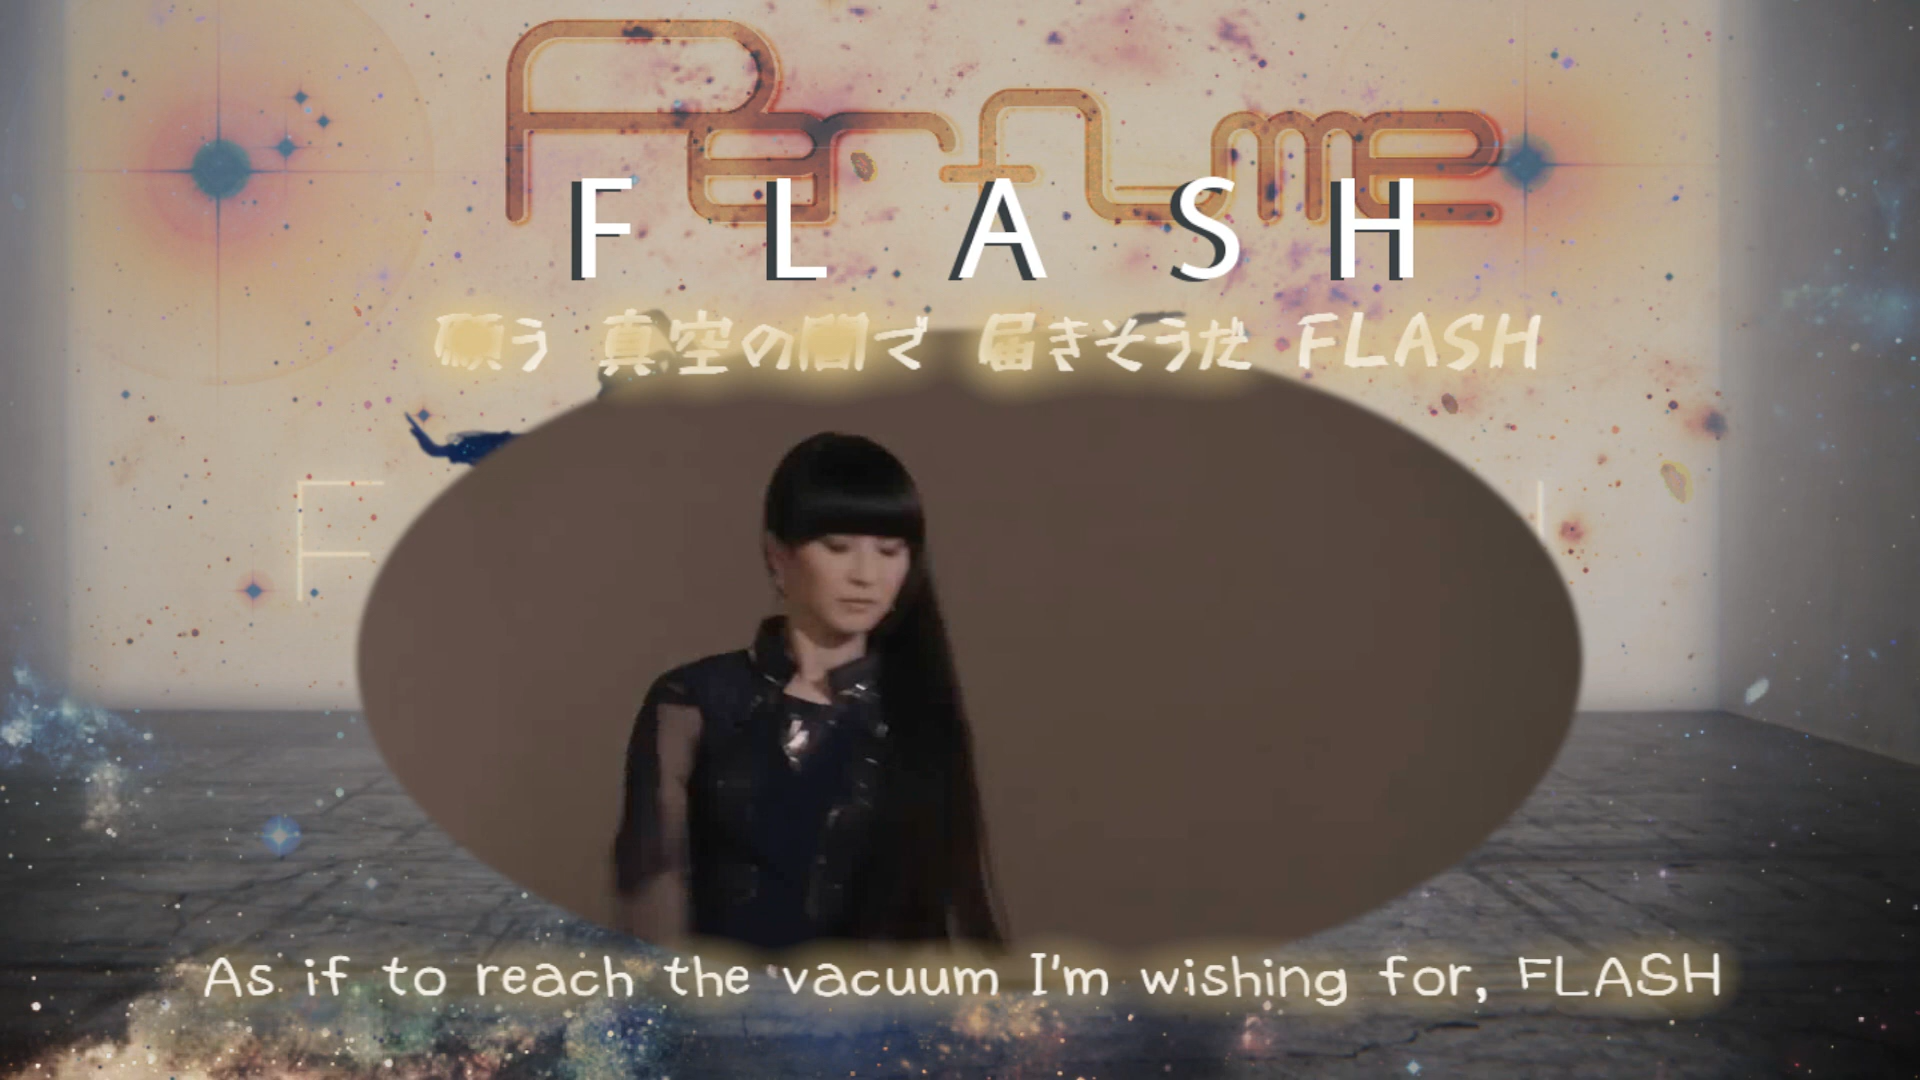 Perfume
FLASH
願う 真空の間で 届きそうだ FLASH
F
As if to reach the vacuum I'm wishing for, FLASH